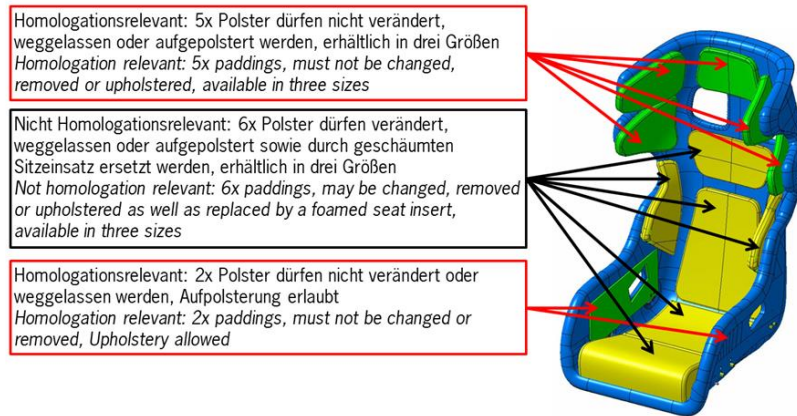 Homologationsrelevant: 5x Polster dürfen nicht verändert,
weggelassen oder aufgepolstert werden, erhältlich in drei Größen
Homologation relevant: 5x paddings, must not be changed,
removed or upholstered, available in three sizes
Nicht Homologationsrelevant: 6x Polster dürfen verändert,
weggelassen oder aufgepolstert sowie durch geschäumten
Sitzeinsatz ersetzt werden, erhältlich in drei Größen
Not homologation relevant: 6x paddings, may be changed, removed
or upholstered as well as replaced by a foamed seat insert,
available in three sizes
Homologationsrelevant: 2x Polster dürfen nicht verändert oder
weggelassen werden, Aufpolsterung erlaubt
Homologation relevant: 2x paddings, must not be changed or
removed, Upholstery allowed